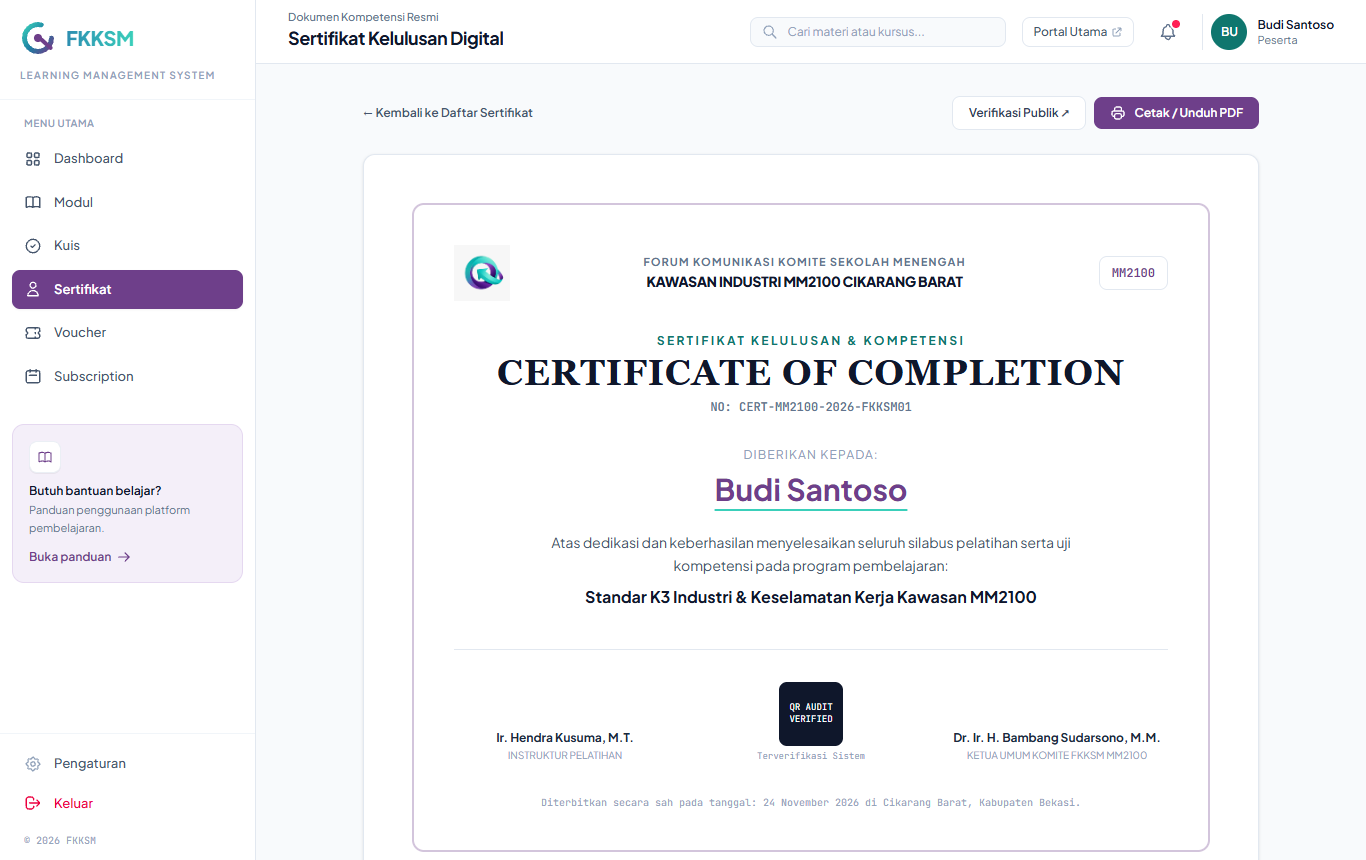 FKKSM
LEARNING MANAGEMENT SYSTEM
MENU UTAMA
Dashboard
Modul
Kuis
Sertifikat
Voucher
Subscription
Butuh bantuan belajar?
Panduan penggunaan platform
pembelajaran.
Buka panduan →
Pengaturan
Keluar
© 2026 FKKSM
Dokumen Kompetensi Resmi
Sertifikat Kelulusan Digital
Cari materi atau kursus...
Portal Utama
BU
Budi Santoso
Peserta
← Kembali ke Daftar Sertifikat
Verifikasi Publik ↗
Cetak / Unduh PDF
FORUM KOMUNIKASI KOMITE SEKOLAH MENENGAH
KAWASAN INDUSTRI MM2100 CIKARANG BARAT
MM2100
SERTIFIKAT KELULUSAN & KOMPETENSI
CERTIFICATE OF COMPLETION
NO: CERT-MM2100-2026-FKKSM01
DIBERIKAN KEPADA:
Budi Santoso
Atas dedikasi dan keberhasilan menyelesaikan seluruh silabus pelatihan serta uji
kompetensi pada program pembelajaran:
Standar K3 Industri & Keselamatan Kerja Kawasan MM2100
Ir. Hendra Kusuma, M.T.
INSTRUKTUR PELATIHAN
QR AUDIT
VERIFIED
Terverifikasi Sistem
Dr. Ir. H. Bambang Sudarsono, M.M.
KETUA UMUM KOMITE FKKSM MM2100
Diterbitkan secara sah pada tanggal: 24 November 2026 di Cikarang Barat, Kabupaten Bekasi.